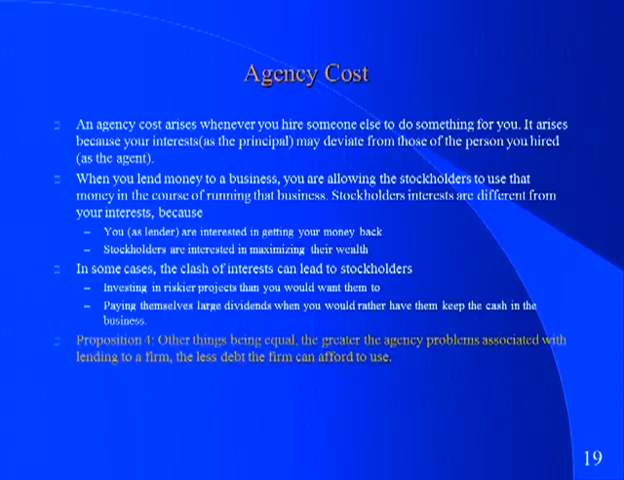 Agency Cost
An agency cost arises whenever you hire someone else to do something for you. It arises
because your interests(as the principal) may deviate from those of the person you hired
(as the agent).
When you lend money to a business, you are allowing the stockholders to use that
money in the course of running that business. Stockholders interests are different from
your interests, because
– You (as lender) are interested in getting your money back
– Stockholders are interested in maximizing their wealth
In some cases, the clash of interests can lead to stockholders
– Investing in riskier projects than you would want them to
– Paying themselves large dividends when you would rather have them keep the cash in the
business.
Proposition 4: Other things being equal, the greater the agency problems associated with
lending to a firm, the less debt the firm can afford to use.
19